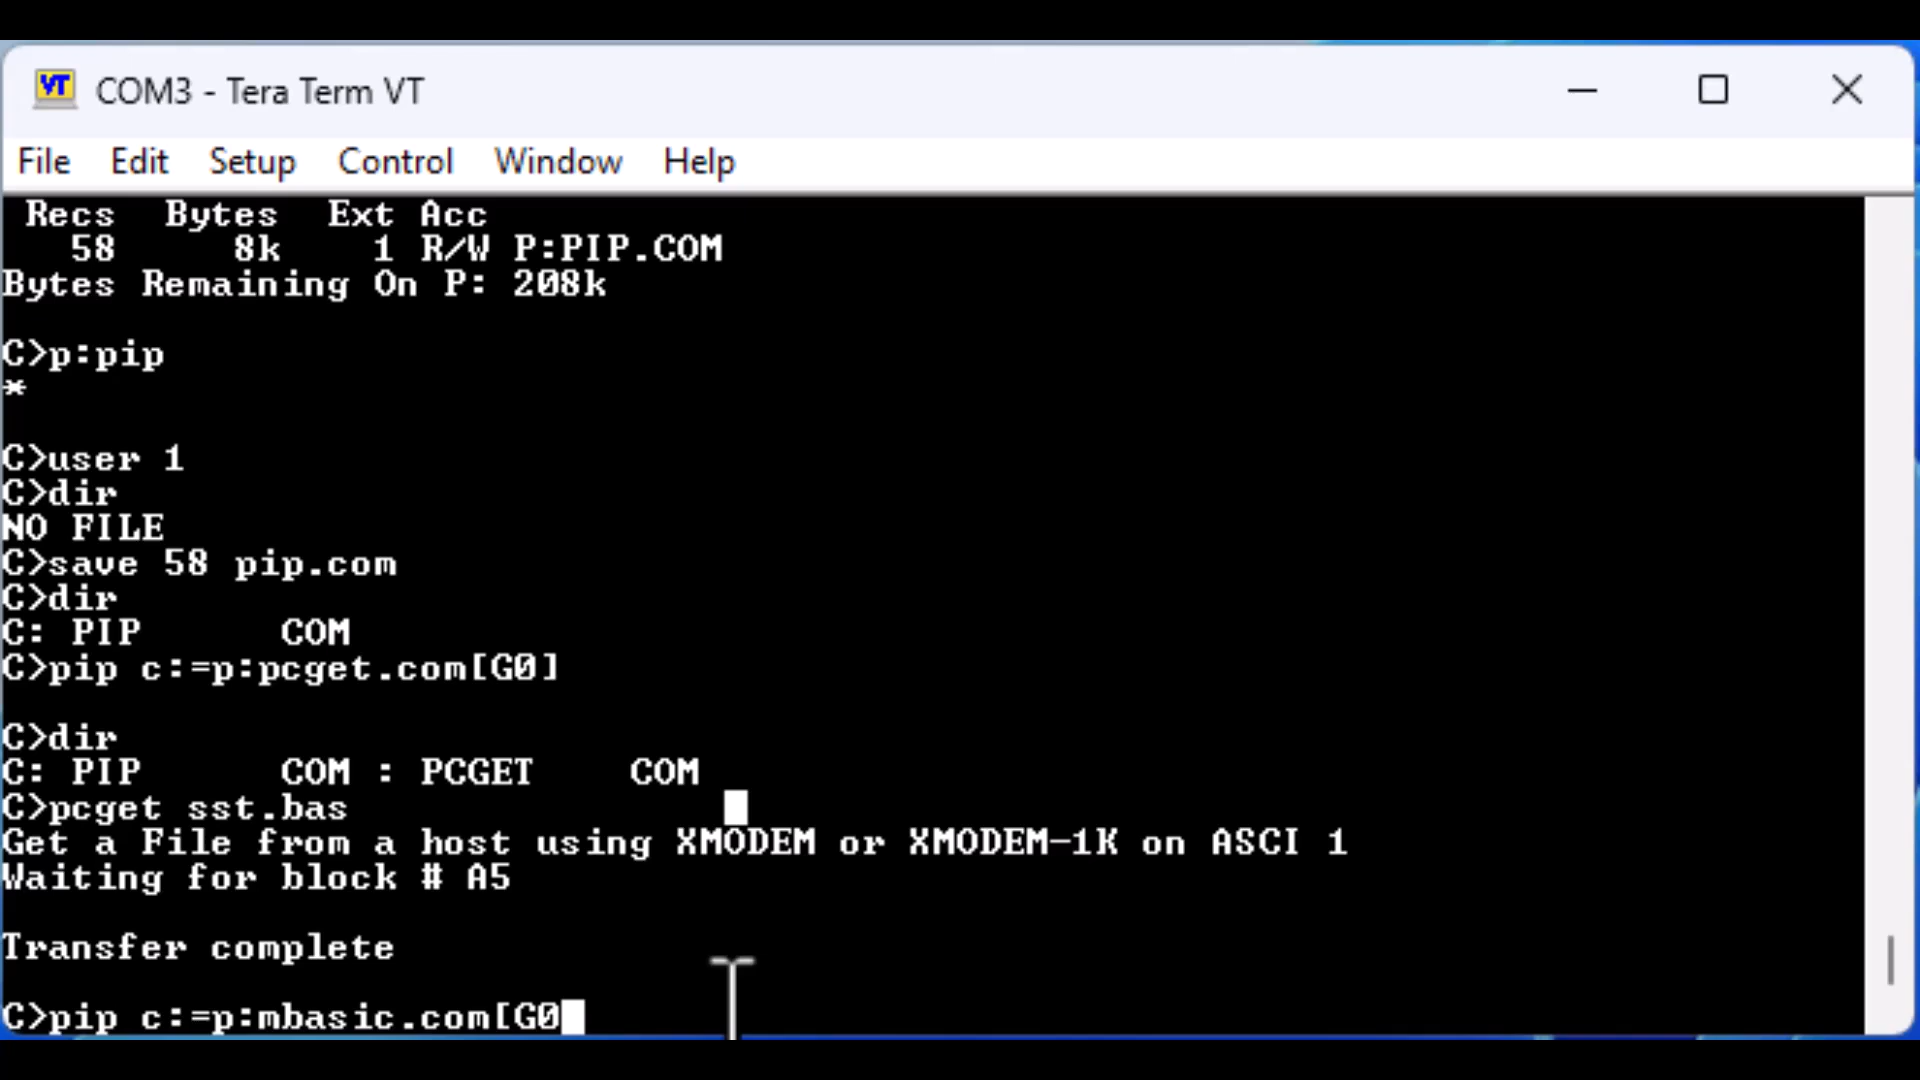 VT COM3 - Tera Term VT
File Edit Setup Control Window Help
Recs Bytes Ext Acc
58 8k 1 R/W P:PIP.COM
Bytes Remaining On P: 208k
C>p:pip
*
C>user 1
C>dir
NO FILE
C>save 58 pip.com
C>dir
C: PIP COM
C>pip c:=p:pcget.com[G0]
C>dir
C: PIP COM : PCGET COM
C>pcget sst.bas
Get a File from a host using XMODEM or XMODEM-1K on ASCI 1
Waiting for block # A5
Transfer complete
C>pip c:=p:mbasic.com[G0